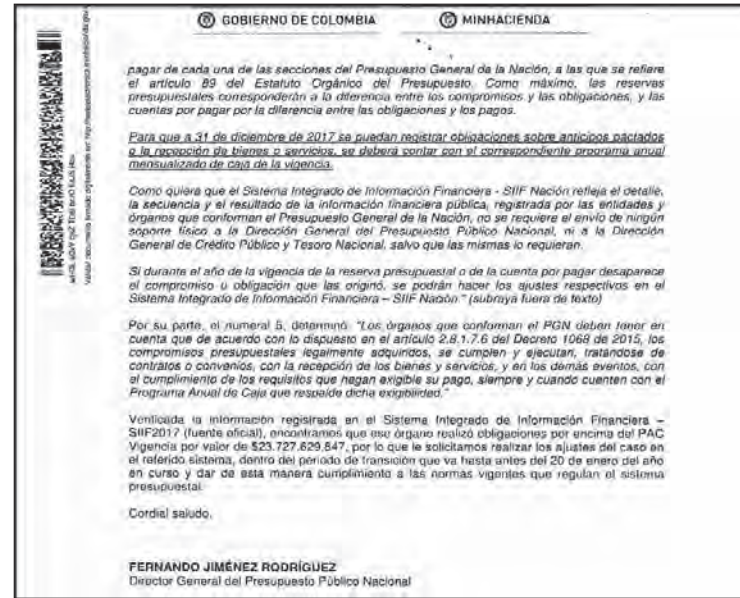 GOBIERNO DE COLOMBIA
MINHACIENDA
pagar de cada una de las secciones del Presupuesto General de la Nación, a las que se refiere
el artículo 89 del Estatuto Orgánico del Presupuesto. Como máximo, las reservas
presupuestales corresponderán a la diferencia entre los compromisos y las obligaciones, y las
cuentas por pagar por la diferencia entre las obligaciones y los pagos.
Para que a 31 de diciembre de 2017 se puedan registrar obligaciones sobre anticipos pactados
o la recepción de bienes o servicios, se deberá contar con el correspondiente programa anual
mensualizado de caja de la vigencia.
Como quiera que el Sistema Integrado de Información Financiera - SIIF Nación refleja el detalle,
la secuencia y el resultado de la información financiera pública, registrada por las entidades y
órganos que conforman el Presupuesto General de la Nación, no se requiere el envío de ningún
soporte físico a la Dirección General del Presupuesto Público Nacional, ni a la Dirección
General de Crédito Público y Tesoro Nacional, salvo que las mismas lo requieran.
Si durante el año de la vigencia de la reserva presupuestal o de la cuenta por pagar desaparece
el compromiso u obligación que las originó, se podrán hacer los ajustes respectivos en el
Sistema Integrado de Información Financiera – SIIF Nación." (subraya fuera de texto)
Por su parte, el numeral 5, determinó: "Los órganos que conforman el PGN deben tener en
cuenta que de acuerdo con lo dispuesto en el artículo 2.8.1.7.6 del Decreto 1068 de 2015, los
compromisos presupuestales legalmente adquiridos, se cumplen y ejecutan, tratándose de
contratos o convenios, con la recepción de los bienes y servicios, y en los demás eventos, con
el cumplimiento de los requisitos que hagan exigible su pago, siempre y cuando cuenten con el
Programa Anual de Caja que respalde dicha exigibilidad."
Verificada la información registrada en el Sistema Integrado de Información Financiera –
SIIF2017 (fuente oficial), encontramos que ese órgano realizó obligaciones por encima del PAC
Vigencia por valor de $23.727.629.847, por lo que le solicitamos realizar los ajustes del caso en
el referido sistema, dentro del periodo de transición que va hasta antes del 20 de enero del año
en curso y dar de esta manera cumplimiento a las normas vigentes que regulan el sistema
presupuestal.
Cordial saludo,
FERNANDO JIMÉNEZ RODRÍGUEZ
Director General del Presupuesto Público Nacional